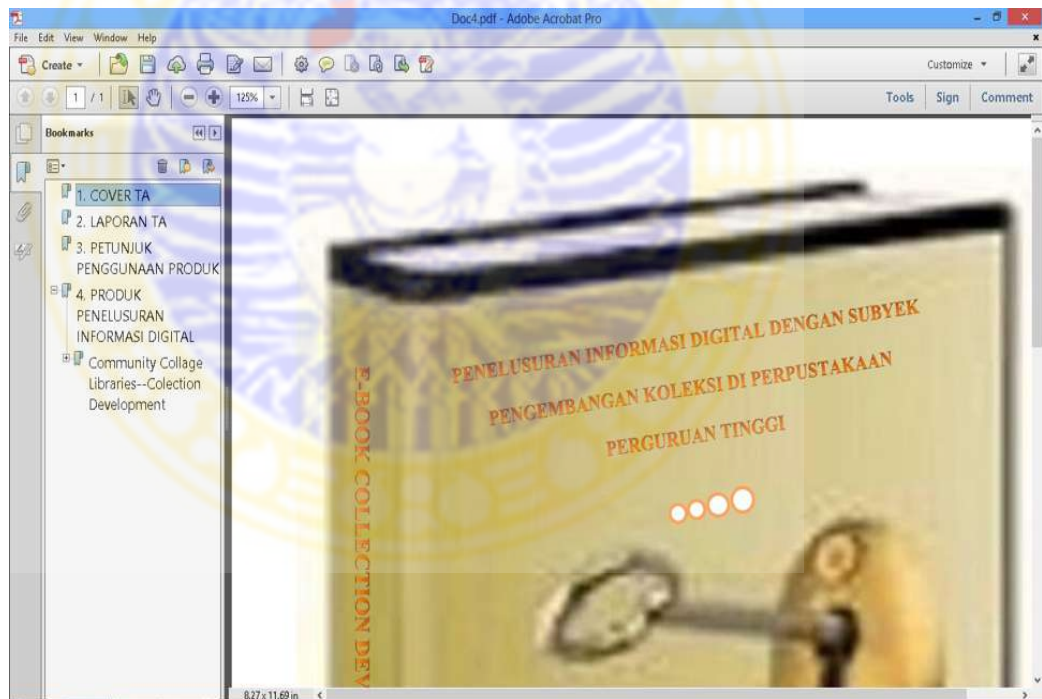 Doc4.pdf - Adobe Acrobat Pro
File Edit View Window Help
Create
Customize
1 / 1
125%
Tools Sign Comment
Bookmarks
1. COVER TA
2. LAPORAN TA
3. PETUNJUK
PENGGUNAAN PRODUK
4. PRODUK
PENELUSURAN
INFORMASI DIGITAL
Community Collage
Libraries--Colection
Development
PENELUSURAN INFORMASI DIGITAL DENGAN SUBYEK
PENGEMBANGAN KOLEKSI DI PERPUSTAKAAN
PERGURUAN TINGGI
E-BOOK COLLECTION DEV
8.27 x 11.69 in